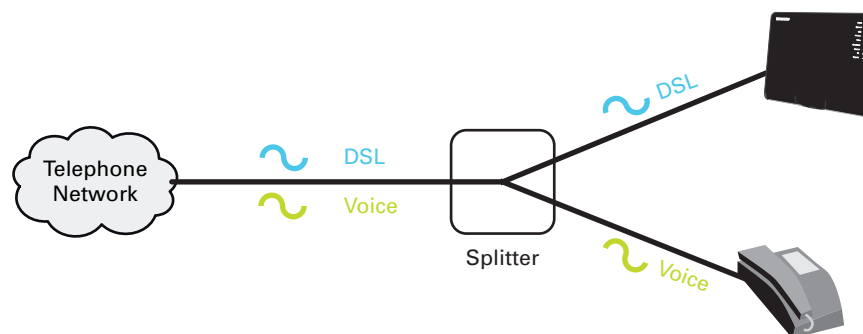 DSL
DSL
Telephone
Network
Voice
Splitter
Voice